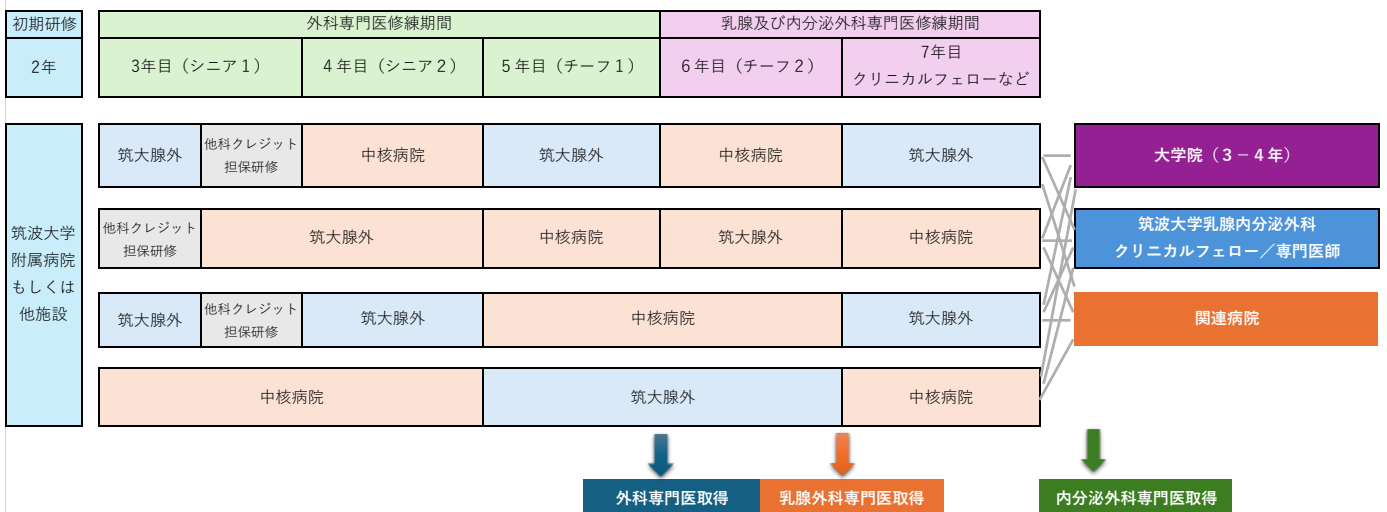 初期研修
外科専門医修練期間
乳腺及び内分泌外科専門医修練期間
2年
3年目（シニア１）
４年目（シニア２）
５年目（チーフ１）
６年目（チーフ２）
7年目
クリニカルフェローなど
筑波大学
附属病院
もしくは
他施設
筑大腺外
他科クレジット
担保研修
中核病院
筑大腺外
中核病院
筑大腺外
他科クレジット
担保研修
筑大腺外
中核病院
筑大腺外
中核病院
筑大腺外
他科クレジット
担保研修
筑大腺外
中核病院
筑大腺外
中核病院
筑大腺外
中核病院
大学院（３－４年）
筑波大学乳腺内分泌外科
クリニカルフェロー／専門医師
関連病院
外科専門医取得
乳腺外科専門医取得
内分泌外科専門医取得